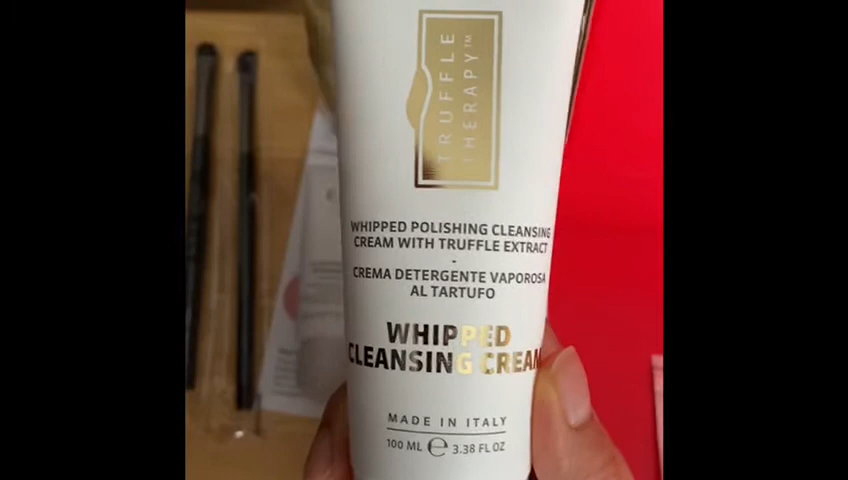 TRUFFLE
THERAPY™
WHIPPED POLISHING CLEANSING
CREAM WITH TRUFFLE EXTRACT
-
CREMA DETERGENTE VAPOROSA
AL TARTUFO
WHIPPED
CLEANSING CREAM
MADE IN ITALY
100 ML ℮ 3.38 FL OZ